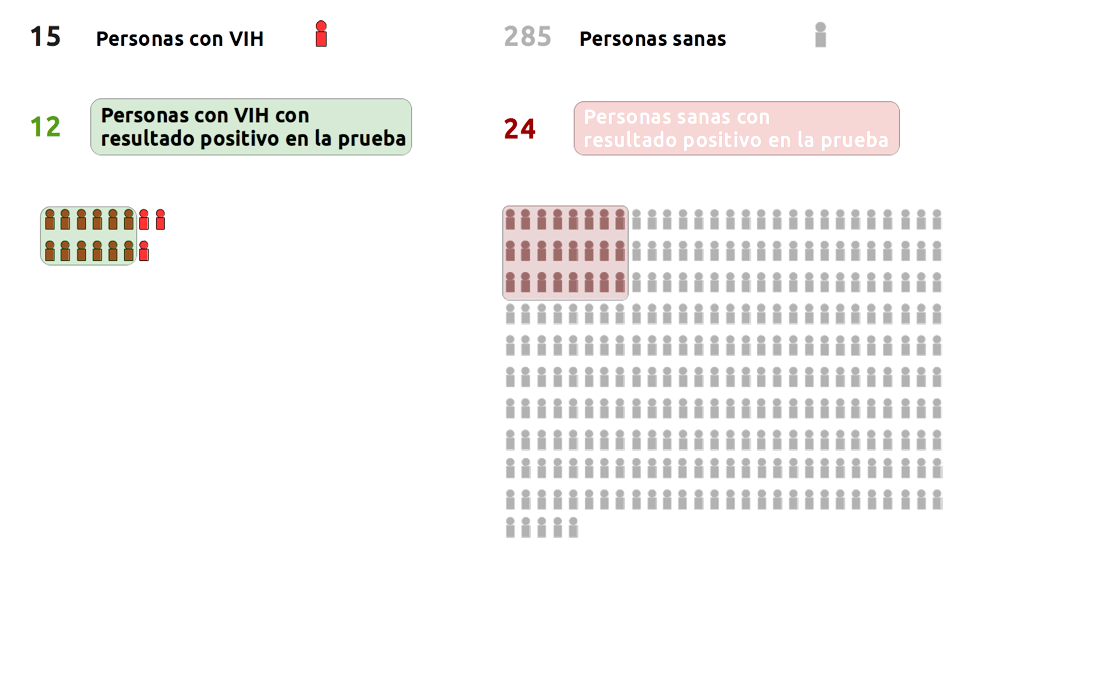 15 Personas con VIH
285 Personas sanas
12 Personas con VIH con
resultado positivo en la prueba
24 Personas sanas con
resultado positivo en la prueba